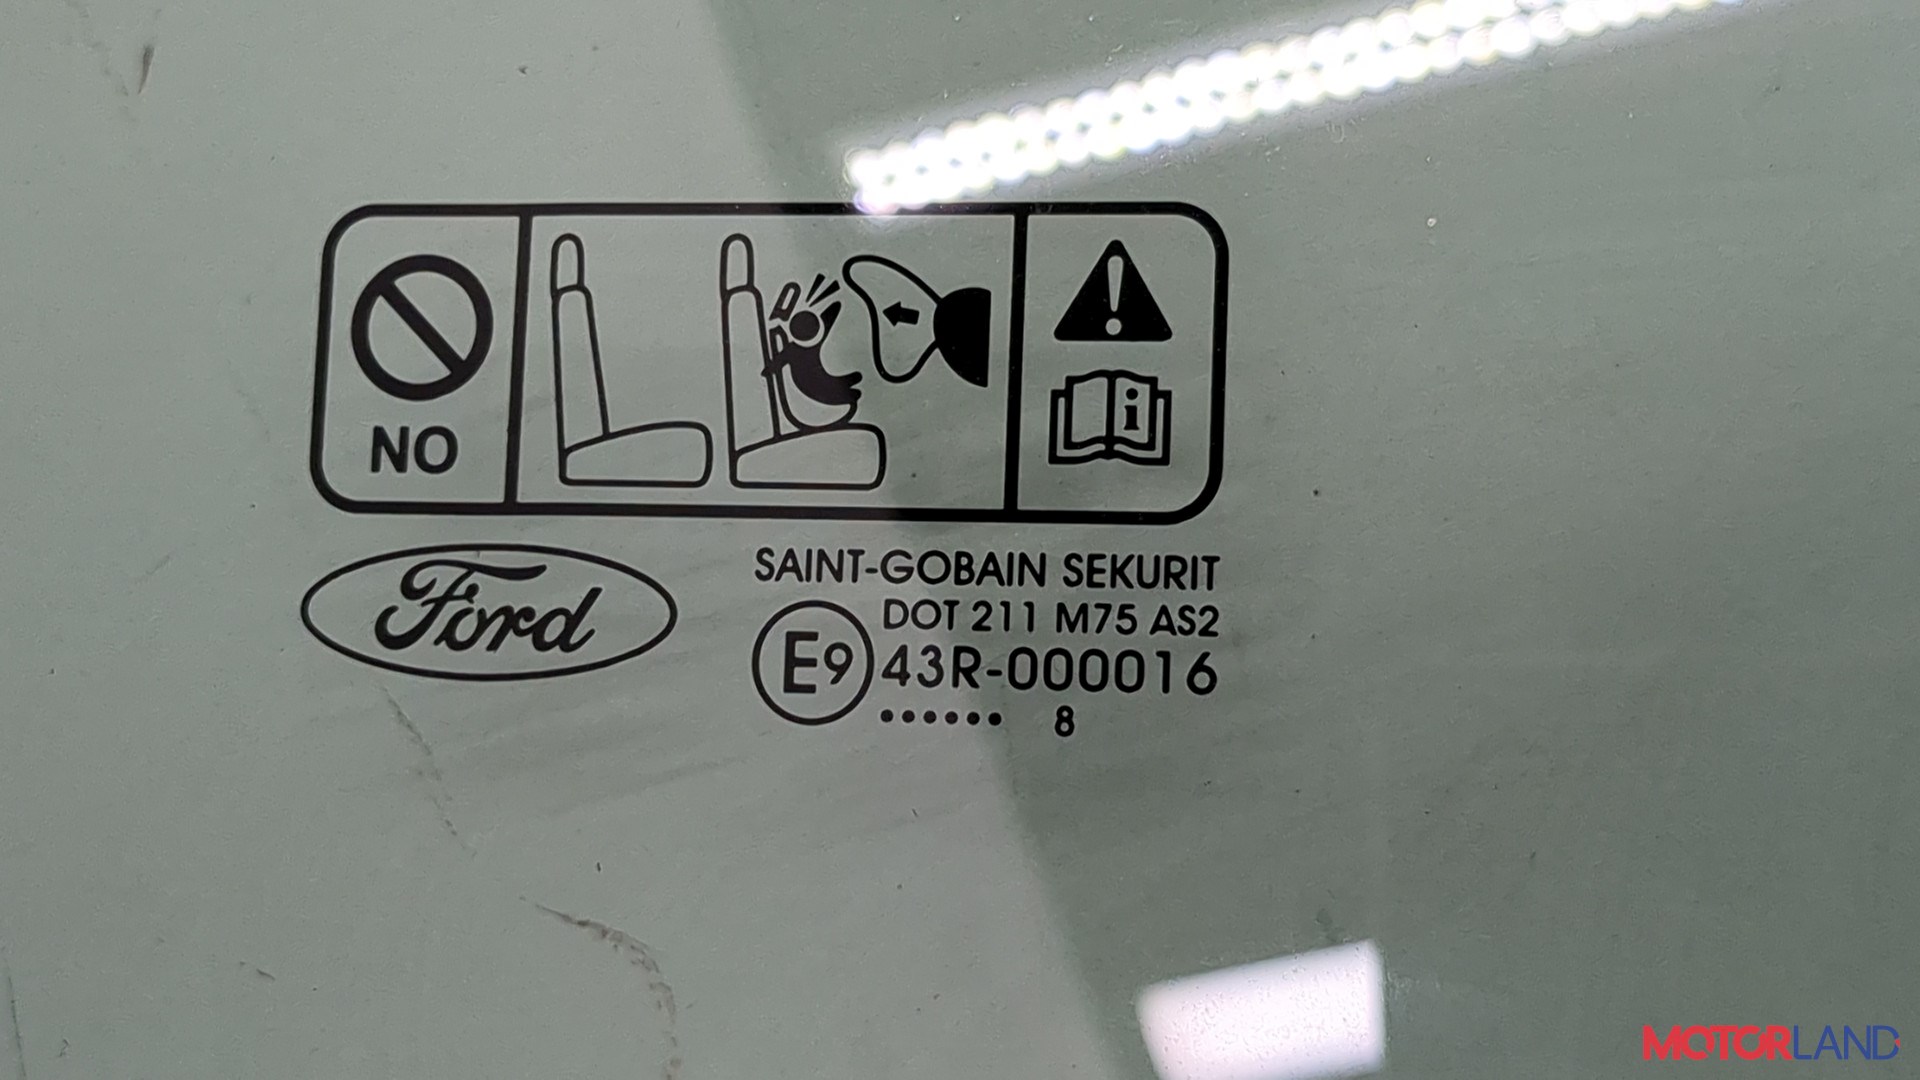 NO
i
Ford
SAINT-GOBAIN SEKURIT
DOT 211 M75 AS2
E9 43R-000016
...... 8
MOTORLAND